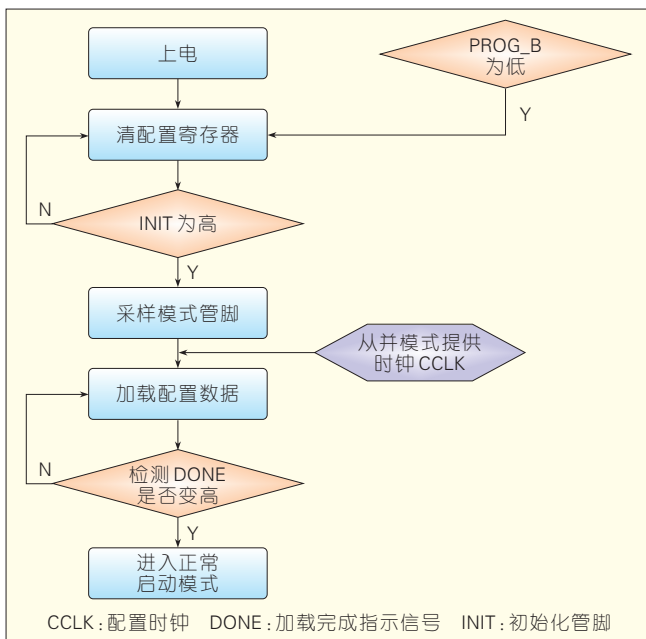 上电
PROG_B
为低
Y
清配置寄存器
N
INIT 为高
Y
采样模式管脚
从并模式提供
时钟 CCLK
加载配置数据
N
检测 DONE
是否变高
Y
进入正常
启动模式
CCLK:配置时钟 DONE:加载完成指示信号 INIT:初始化管脚